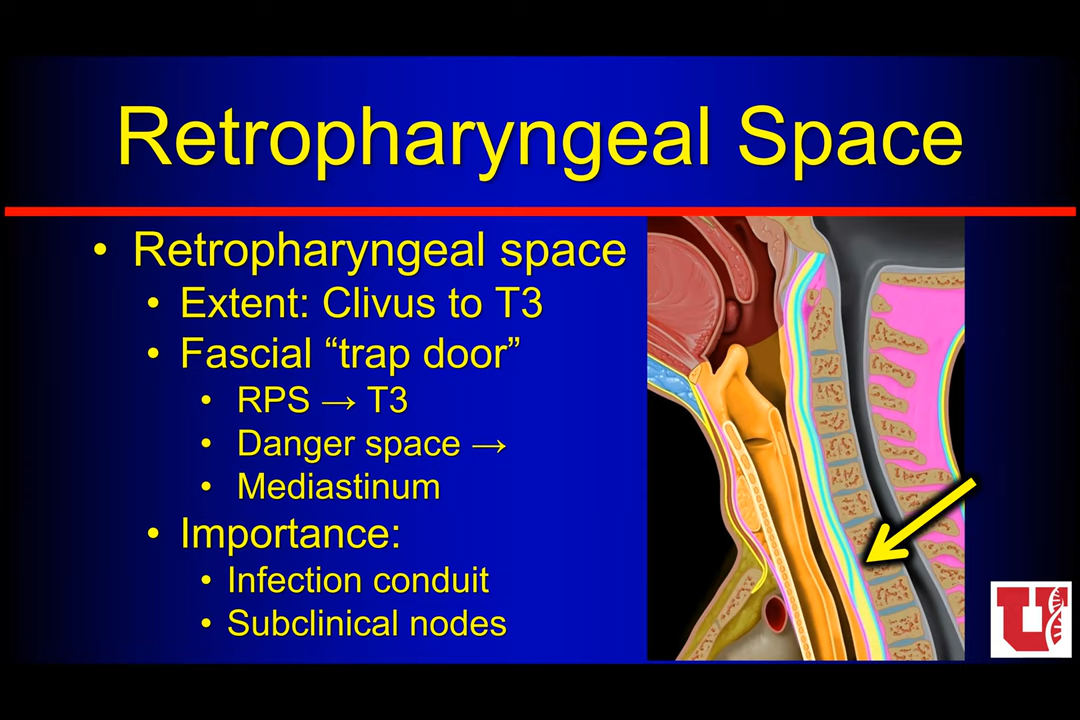 Retropharyngeal Space
• Retropharyngeal space
• Extent: Clivus to T3
• Fascial “trap door”
• RPS → T3
• Danger space →
• Mediastinum
• Importance:
• Infection conduit
• Subclinical nodes
U